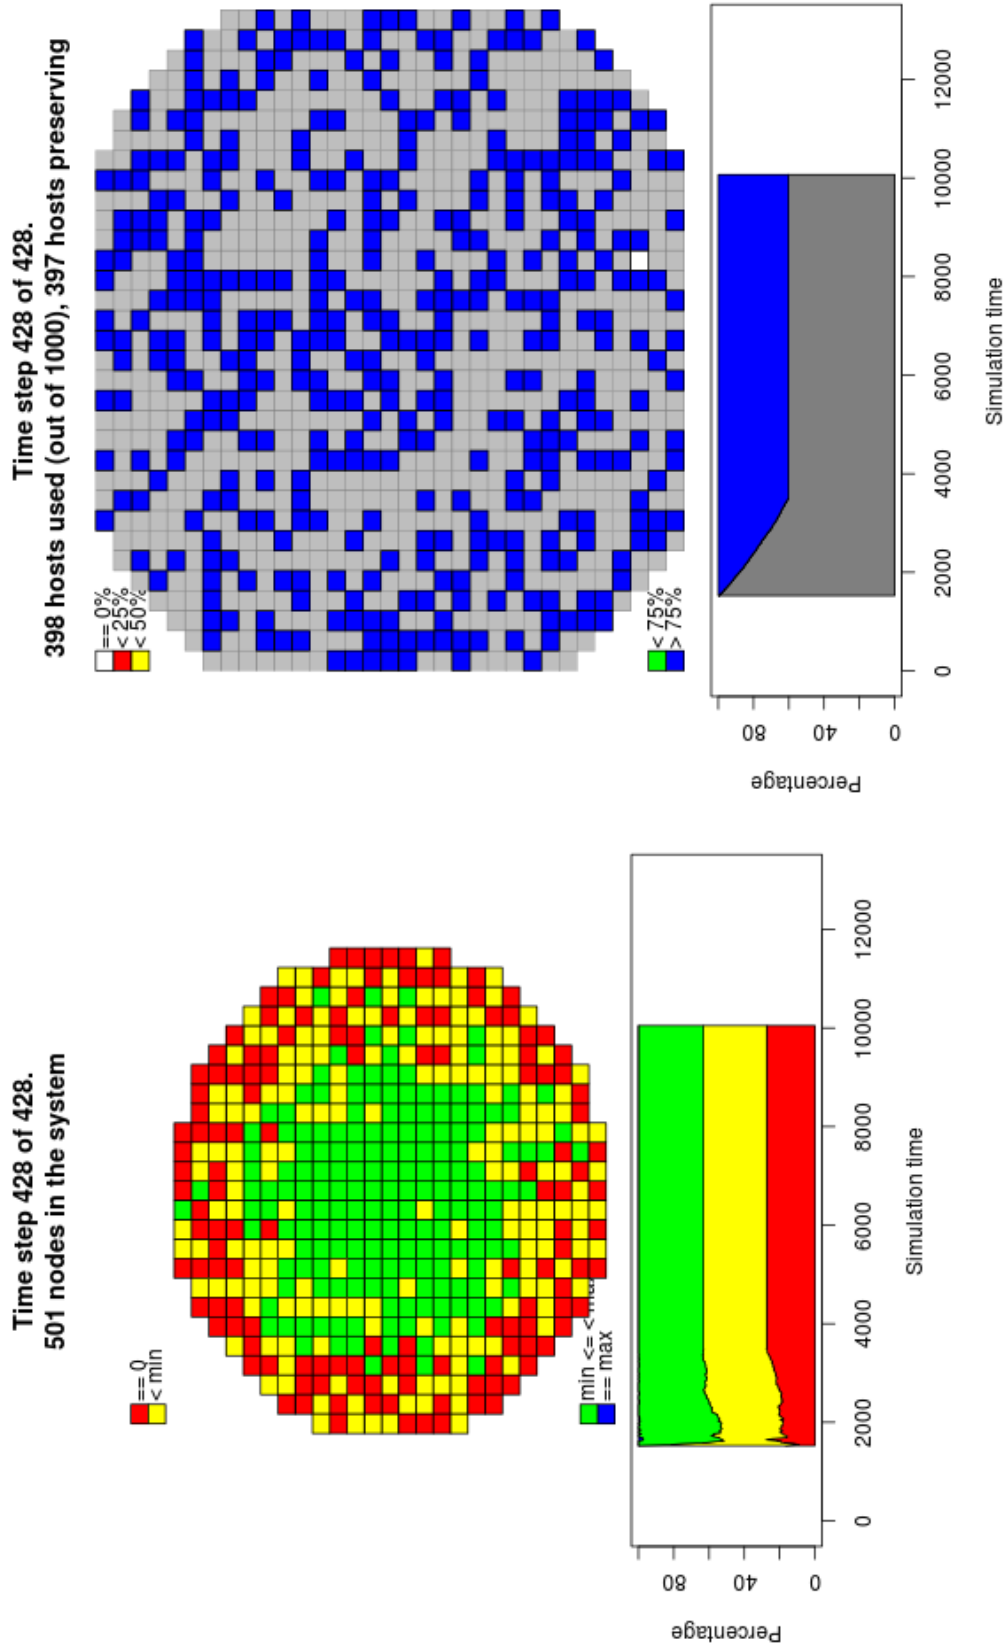 Time step 428 of 428.
501 nodes in the system
== 0
< min
min <= < max
== max
Percentage
0
40
80
0
2000
4000
6000
8000
10000
12000
Simulation time
Time step 428 of 428.
398 hosts used (out of 1000), 397 hosts preserving
== 0%
< 25%
< 50%
< 75%
> 75%
Percentage
0
40
80
0
2000
4000
6000
8000
10000
12000
Simulation time